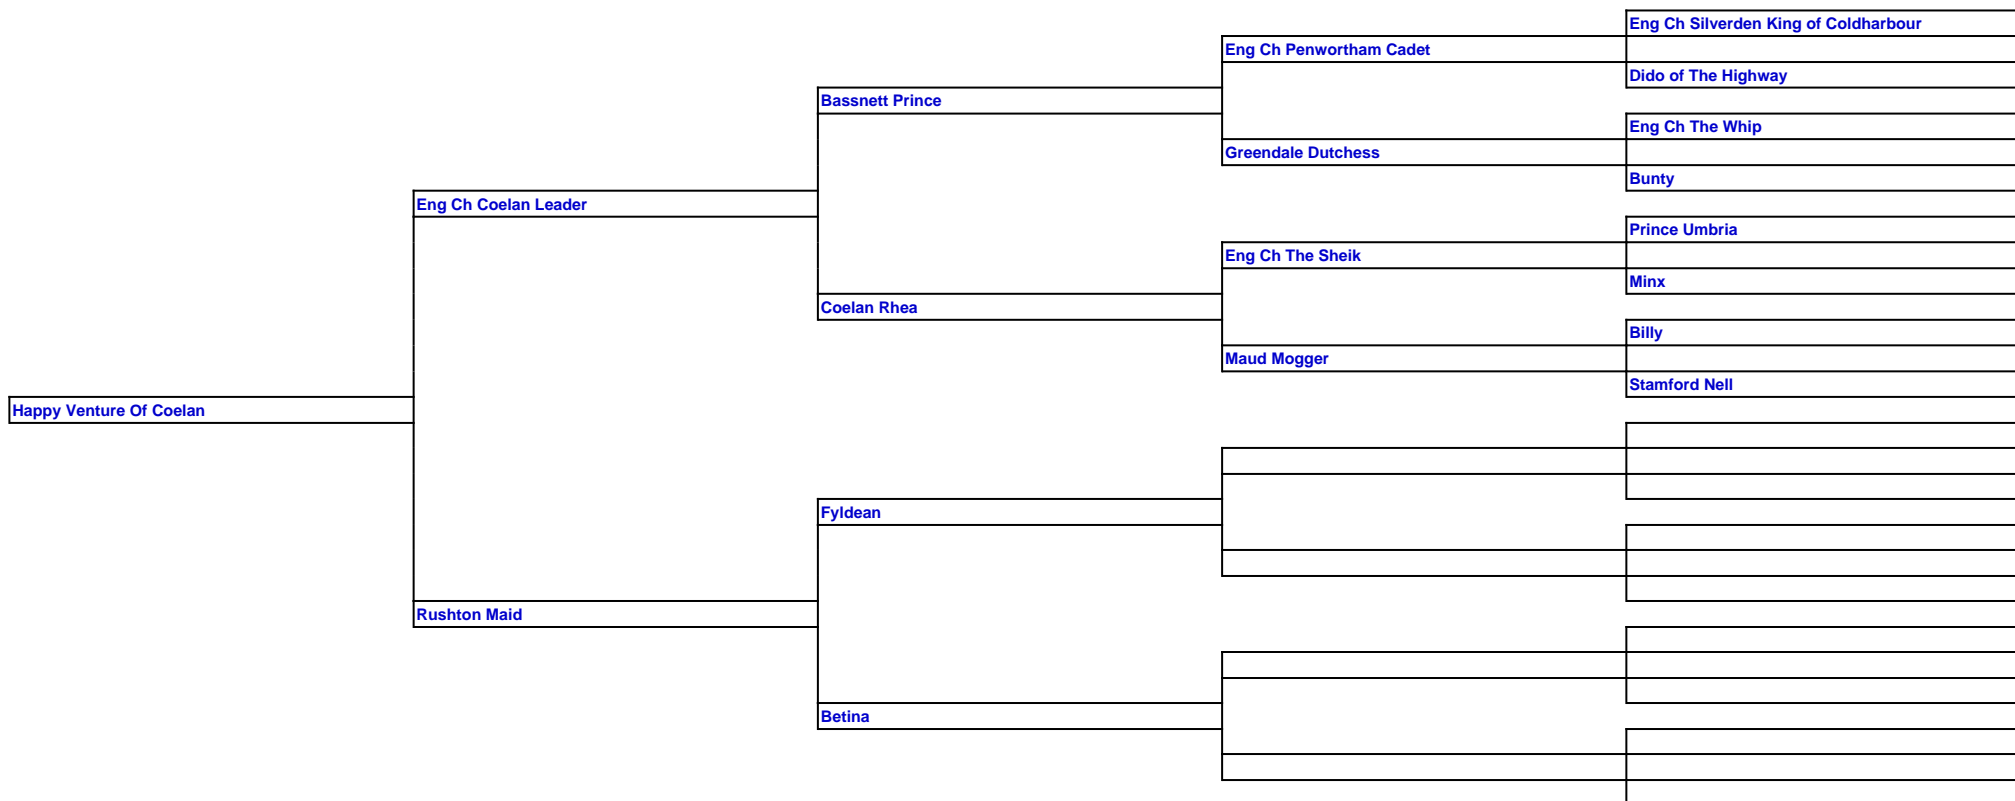 Eng Ch Silverden King of Coldharbour
Eng Ch Penwortham Cadet
Dido of The Highway
Bassnett Prince
Eng Ch The Whip
Greendale Dutchess
Bunty
Eng Ch Coelan Leader
Prince Umbria
Eng Ch The Sheik
Minx
Coelan Rhea
Billy
Maud Mogger
Stamford Nell
Happy Venture Of Coelan
Fyldean
Rushton Maid
Betina